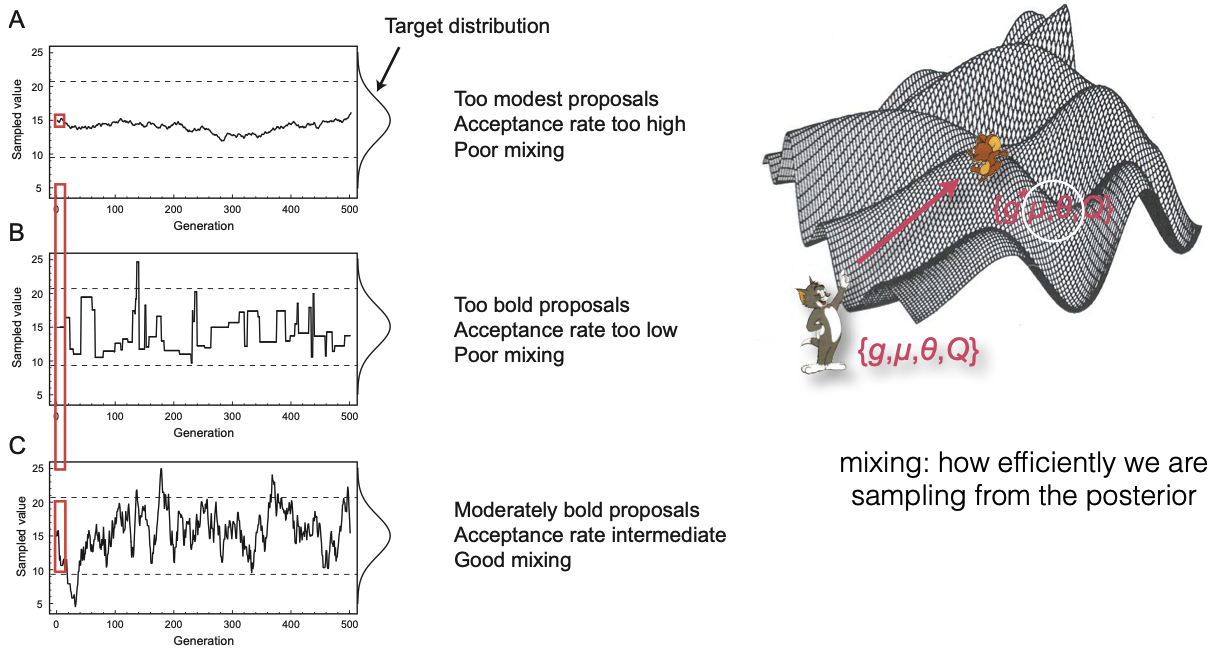 A
Target distribution
Sampled value
25
20
15
10
5
0
100
200
300
400
500
Generation
Too modest proposals
Acceptance rate too high
Poor mixing
B
Sampled value
25
20
15
10
5
0
100
200
300
400
500
Generation
Too bold proposals
Acceptance rate too low
Poor mixing
C
Sampled value
25
20
15
10
5
0
100
200
300
400
500
Generation
Moderately bold proposals
Acceptance rate intermediate
Good mixing
{g*,μ,θ,Q}
{g,μ,θ,Q}
mixing: how efficiently we are
sampling from the posterior